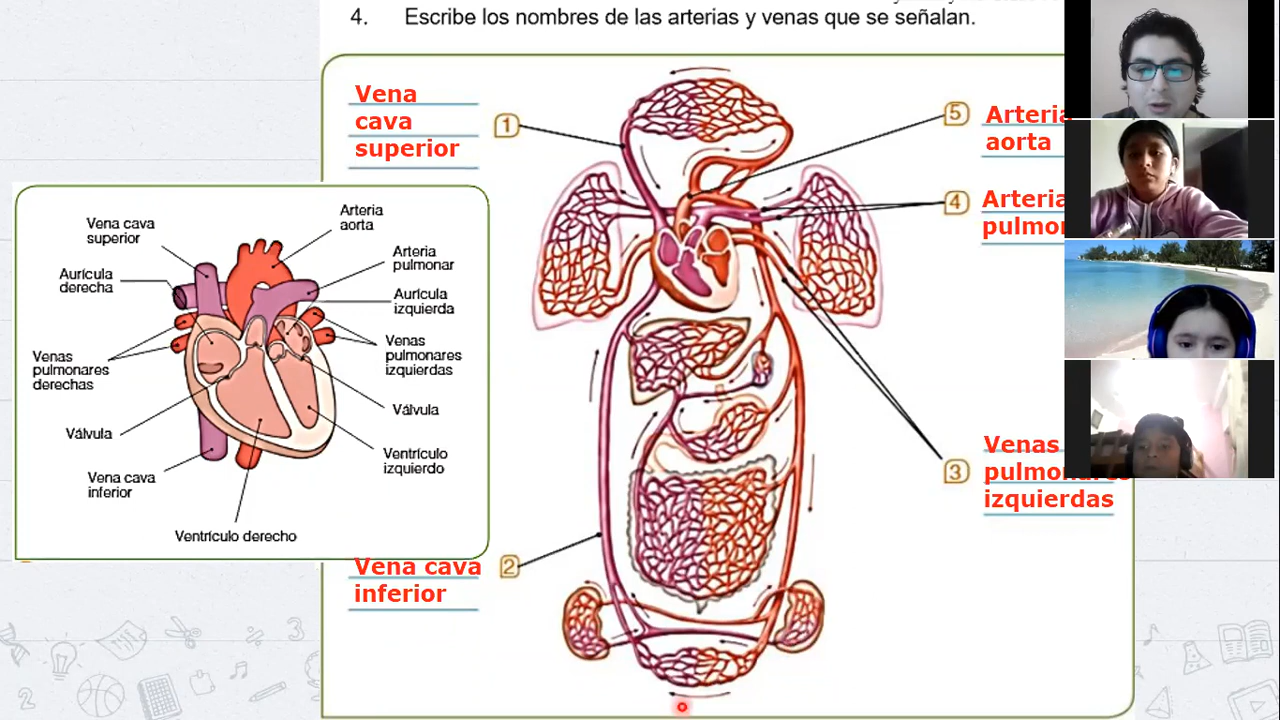 4. Escribe los nombres de las arterias y venas que se señalan.
Vena
cava
superior
1
5
Arteria
aorta
4
Arteria
3
Venas
izquierdas
2
Vena cava
inferior
Vena cava
superior
Arteria
aorta
Aurícula
derecha
Arteria
pulmonar
Aurícula
izquierda
Venas
pulmonares
derechas
Venas
pulmonares
izquierdas
Válvula
Válvula
Vena cava
inferior
Ventrículo
izquierdo
Ventrículo derecho